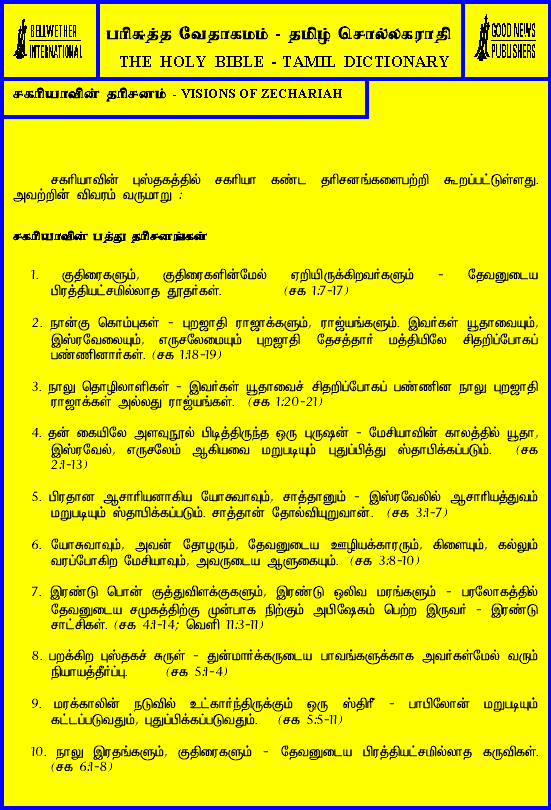 BELLWETHER
INTERNATIONAL
பரிசுத்த வேதாகமம் - தமிழ் சொல்லகராதி
THE HOLY BIBLE - TAMIL DICTIONARY
GOOD NEWS
PUBLISHERS
சகரியாவின் தரிசனம் - VISIONS OF ZECHARIAH
சகரியாவின் புஸ்தகத்தில் சகரியா கண்ட தரிசனங்களைபற்றி கூறப்பட்டுள்ளது.
அவற்றின் விவரம் வருமாறு :
சகரியாவின் பத்து தரிசனங்கள்
1. குதிரைகளும், குதிரைகளின்மேல் ஏறியிருக்கிறவர்களும் - தேவனுடைய
பிரத்தியட்சமில்லாத தூதர்கள். (சக 1:7-17)
2. நான்கு கொம்புகள் - புறஜாதி ராஜாக்களும், ராஜ்யங்களும். இவர்கள் யூதாவையும்,
இஸ்ரவேலையும், எருசலேமையும் புறஜாதி தேசத்தார் மத்தியிலே சிதறிப்போகப்
பண்ணினார்கள். (சக 1:18-19)
3. நாலு தொழிலாளிகள் - இவர்கள் யூதாவைச் சிதறிப்போகப் பண்ணின நாலு புறஜாதி
ராஜாக்கள் அல்லது ராஜ்யங்கள். (சக 1:20-21)
4. தன் கையிலே அளவுநூல் பிடித்திருந்த ஒரு புருஷன் - மேசியாவின் காலத்தில் யூதா,
இஸ்ரவேல், எருசலேம் ஆகியவை மறுபடியும் புதுப்பித்து ஸ்தாபிக்கப்படும். (சக
2:1-13)
5. பிரதான ஆசாரியனாகிய யோசுவாவும், சாத்தானும் - இஸ்ரவேலில் ஆசாரியத்துவம்
மறுபடியும் ஸ்தாபிக்கப்படும். சாத்தான் தோல்வியுறுவான். (சக 3:1-7)
6. யோசுவாவும், அவன் தோழரும், தேவனுடைய ஊழியக்காரரும், கிளையும், கல்லும்
வரப்போகிற மேசியாவும், அவருடைய ஆளுகையும். (சக 3:8-10)
7. இரண்டு பொன் குத்துவிளக்குகளும், இரண்டு ஒலிவ மரங்களும் - பரலோகத்தில்
தேவனுடைய சமுகத்திற்கு முன்பாக நிற்கும் அபிஷேகம் பெற்ற இருவர் - இரண்டு
சாட்சிகள். (சக 4:1-14; வெளி 11:3-11)
8. பறக்கிற புஸ்தகச் சுருள் - துன்மார்க்கருடைய பாவங்களுக்காக அவர்கள்மேல் வரும்
நியாயத்தீர்ப்பு. (சக 5:1-4)
9. மரக்காலின் நடுவில் உட்கார்ந்திருக்கும் ஒரு ஸ்திரீ - பாபிலோன் மறுபடியும்
கட்டப்படுவதும், புதுப்பிக்கப்படுவதும். (சக 5:5-11)
10. நாலு இரதங்களும், குதிரைகளும் - தேவனுடைய பிரத்தியட்சமில்லாத கருவிகள்.
(சக 6:1-8)